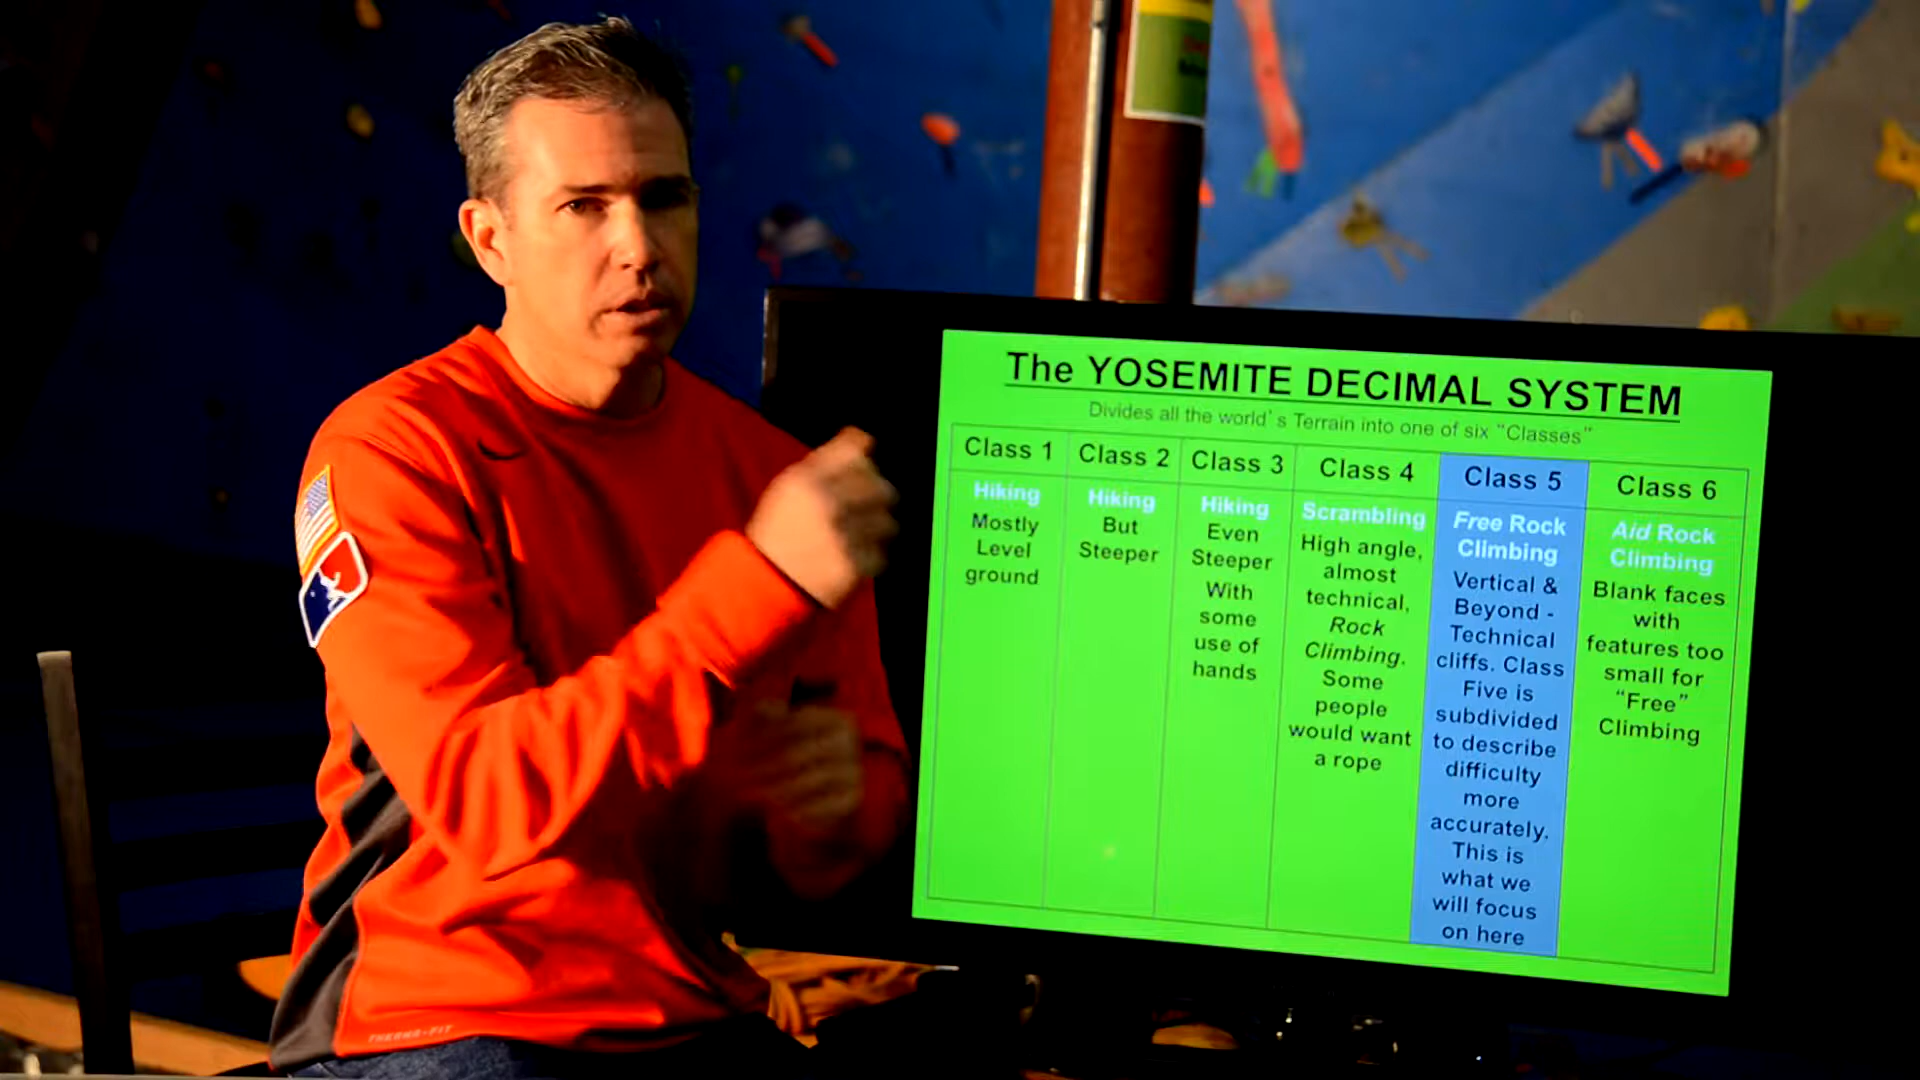 The YOSEMITE DECIMAL SYSTEM
Divides all the world's Terrain into one of six "Classes"
Class 1
Hiking
Mostly
Level
ground
Class 2
Hiking
But
Steeper
Class 3
Hiking
Even
Steeper
With
some
use of
hands
Class 4
Scrambling
High angle,
almost
technical,
Rock
Climbing.
Some
people
would want
a rope
Class 5
Free Rock
Climbing
Vertical &
Beyond -
Technical
cliffs. Class
Five is
subdivided
to describe
difficulty
more
accurately.
This is
what we
will focus
on here
Class 6
Aid Rock
Climbing
Blank faces
with
features too
small for
“Free”
Climbing
THERMA-FIT